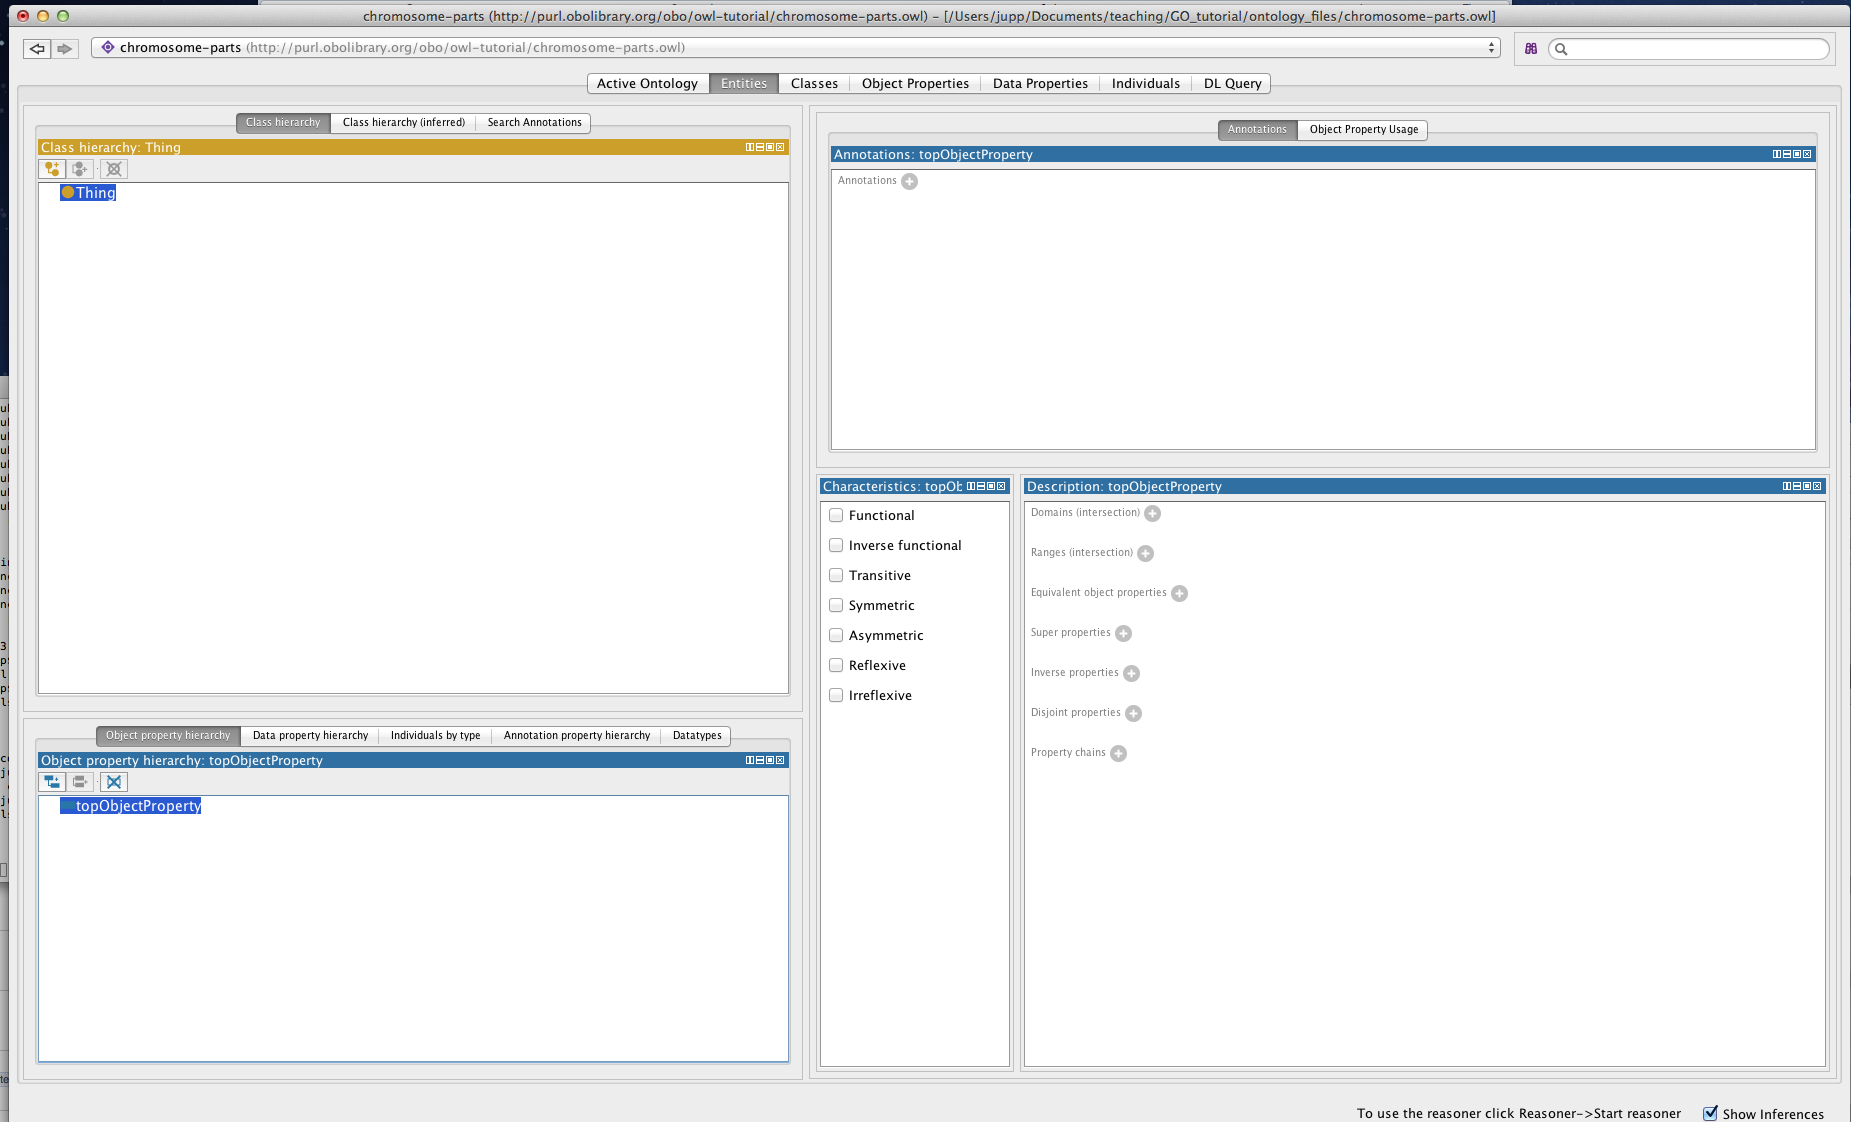 chromosome-parts (http://purl.obolibrary.org/obo/owl-tutorial/chromosome-parts.owl) – [/Users/jupp/Documents/teaching/GO_tutorial/ontology_files/chromosome-parts.owl]
chromosome-parts (http://purl.obolibrary.org/obo/owl-tutorial/chromosome-parts.owl)
Active Ontology Entities Classes Object Properties Data Properties Individuals DL Query
Class hierarchy Class hierarchy (inferred) Search Annotations
Class hierarchy: Thing
Thing
Object property hierarchy Data property hierarchy Individuals by type Annotation property hierarchy Datatypes
Object property hierarchy: topObjectProperty
topObjectProperty
Annotations Object Property Usage
Annotations: topObjectProperty
Annotations
Characteristics: topOb
Functional
Inverse functional
Transitive
Symmetric
Asymmetric
Reflexive
Irreflexive
Description: topObjectProperty
Domains (intersection)
Ranges (intersection)
Equivalent object properties
Super properties
Inverse properties
Disjoint properties
Property chains
To use the reasoner click Reasoner->Start reasoner Show Inferences